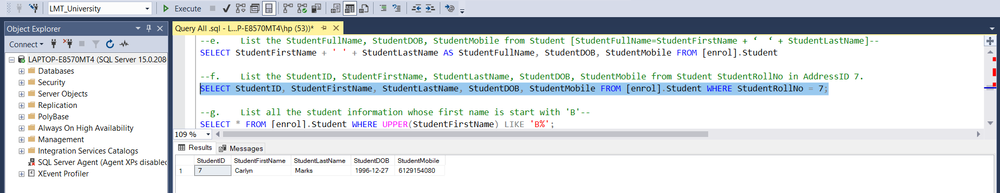 LMT_University
Execute
Object Explorer
Connect
LAPTOP-E8570MT4 (SQL Server 15.0.208
Databases
Security
Server Objects
Replication
PolyBase
Always On High Availability
Management
Integration Services Catalogs
SQL Server Agent (Agent XPs disabled
XEvent Profiler
Query All .sql - L...P-E8570MT4\hp (53))*
--e. List the StudentFullName, StudentDOB, StudentMobile from Student [StudentFullName=StudentFirstName + ‘ ‘ + StudentLastName]--
SELECT StudentFirstName + ' ' + StudentLastName AS StudentFullName, StudentDOB, StudentMobile FROM [enrol].Student
--f. List the StudentID, StudentFirstName, StudentLastName, StudentDOB, StudentMobile from Student StudentRollNo in AddressID 7.
SELECT StudentID, StudentFirstName, StudentLastName, StudentDOB, StudentMobile FROM [enrol].Student WHERE StudentRollNo = 7;
--g. List all the student information whose first name is start with 'B'--
SELECT * FROM [enrol].Student WHERE UPPER(StudentFirstName) LIKE 'B%';
109 %
Results Messages
StudentID StudentFirstName StudentLastName StudentDOB StudentMobile
1 7 Carlyn Marks 1996-12-27 6129154080